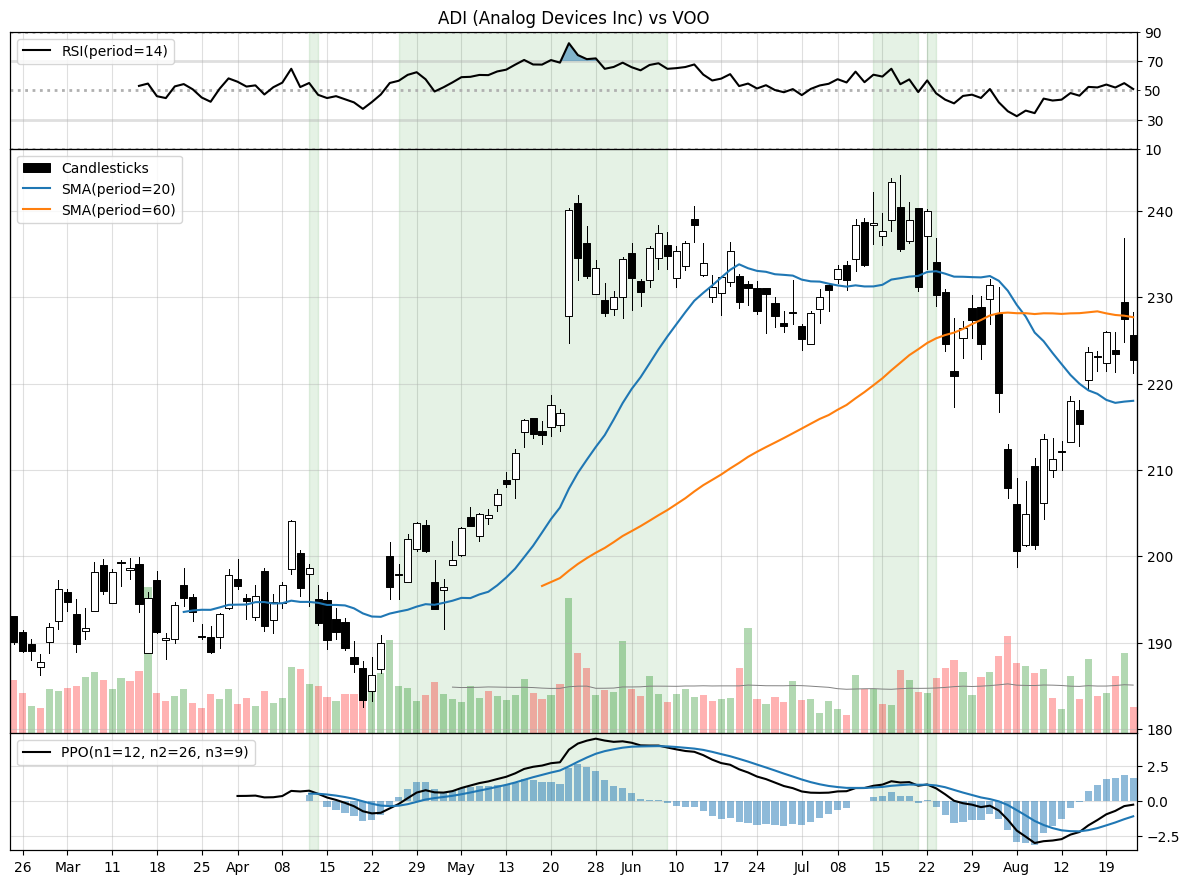 ADI (Analog Devices Inc) vs VOO
RSI(period=14)
90
70
50
30
10
Candlesticks
SMA(period=20)
SMA(period=60)
240
230
220
210
200
190
180
PPO(n1=12, n2=26, n3=9)
2.5
0.0
−2.5
26 Mar 11 18 25 Apr 08 15 22 29 May 13 20 28 Jun 10 17 24 Jul 08 15 22 29 Aug 12 19